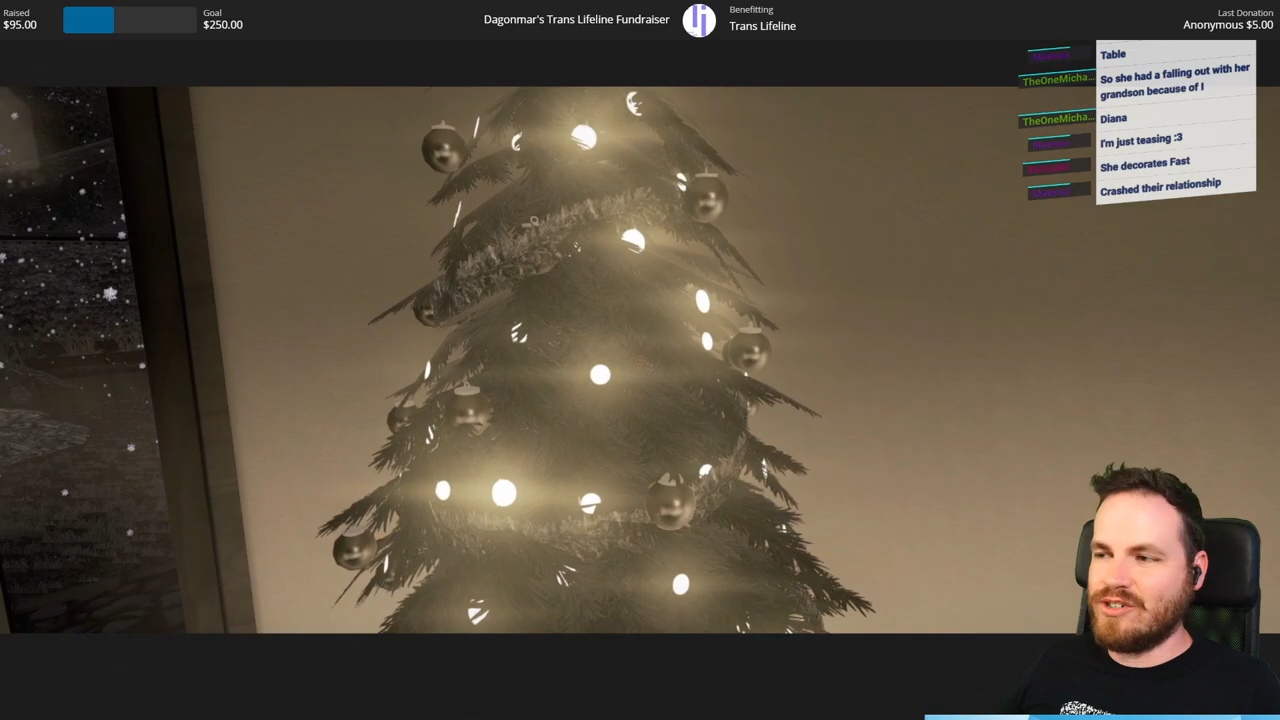 Raised
$95.00
Goal
$250.00
Dagonmar's Trans Lifeline Fundraiser
Benefitting
Trans Lifeline
Last Donation
Anonymous $5.00
Table
TheOneMicha...
So she had a falling out with her
grandson because of I
TheOneMicha...
Diana
I'm just teasing :3
She decorates Fast
Crashed their relationship